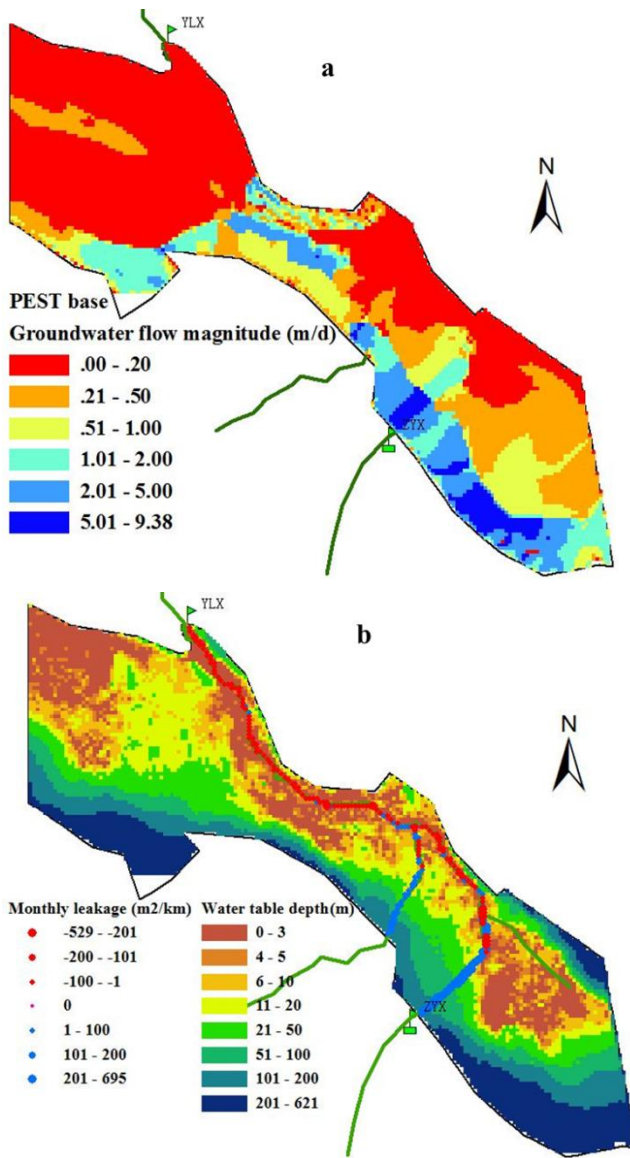 YLX
a
N
PEST base
Groundwater flow magnitude (m/d)
.00 - .20
.21 - .50
.51 - 1.00
1.01 - 2.00
2.01 - 5.00
5.01 - 9.38
ZYX
YLX
b
N
Monthly leakage (m2/km)
-529 - -201
-200 - -101
-100 - -1
0
1 - 100
101 - 200
201 - 695
Water table depth(m)
0 - 3
4 - 5
6 - 10
11 - 20
21 - 50
51 - 100
101 - 200
201 - 621
ZYX